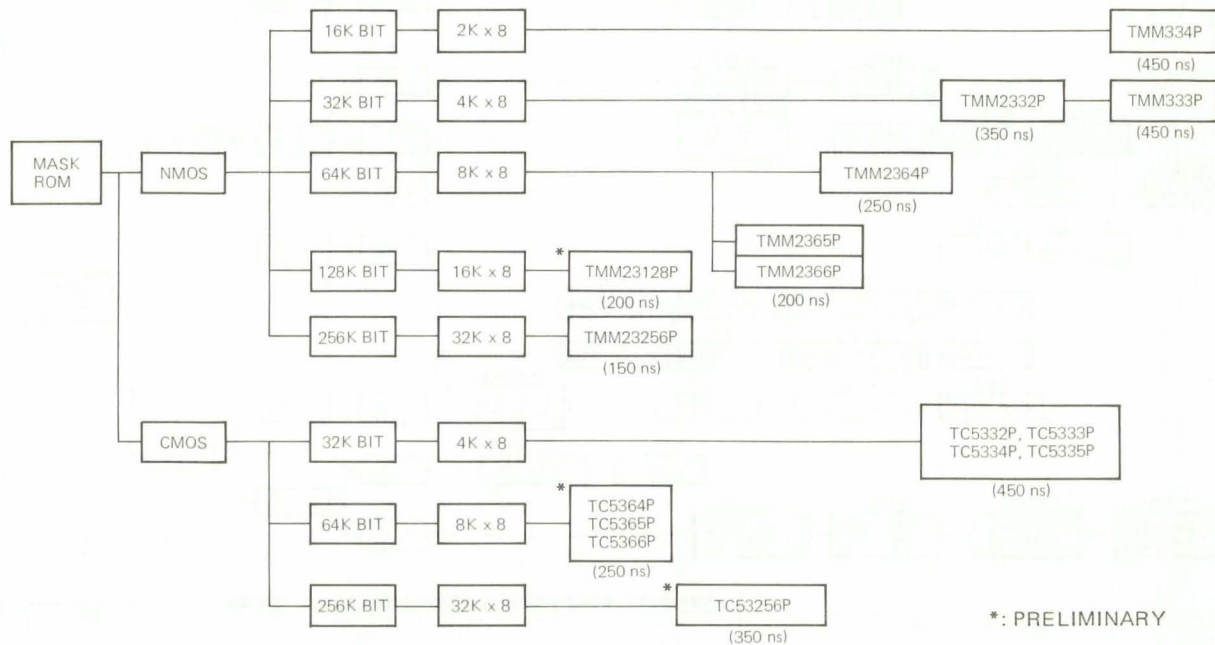 16K BIT
2K x 8
TMM334P
(450 ns)
32K BIT
4K x 8
TMM2332P
(350 ns)
TMM333P
(450 ns)
MASK
ROM
NMOS
64K BIT
8K x 8
TMM2364P
(250 ns)
TMM2365P
TMM2366P
(200 ns)
128K BIT
16K x 8
*
TMM23128P
(200 ns)
256K BIT
32K x 8
TMM23256P
(150 ns)
CMOS
32K BIT
4K x 8
TC5332P, TC5333P
TC5334P, TC5335P
(450 ns)
64K BIT
8K x 8
*
TC5364P
TC5365P
TC5366P
(250 ns)
256K BIT
32K x 8
*
TC53256P
(350 ns)
*: PRELIMINARY